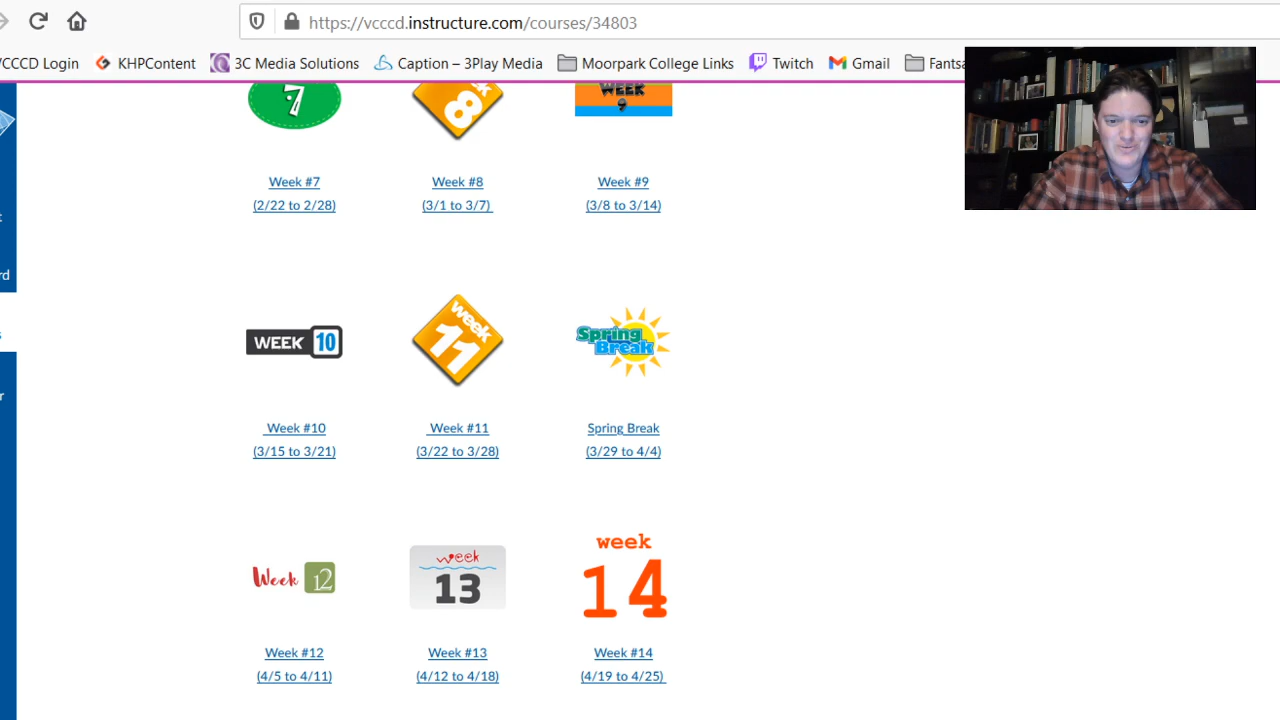 https://vcccd.instructure.com/courses/34803
VCCCD Login KHPContent 3C Media Solutions Caption – 3Play Media Moorpark College Links Twitch Gmail Fantsa
7 8 WEEK 9
Week #7 Week #8 Week #9
(2/22 to 2/28) (3/1 to 3/7) (3/8 to 3/14)
WEEK 10 week 11 Spring Break
Week #10 Week #11 Spring Break
(3/15 to 3/21) (3/22 to 3/28) (3/29 to 4/4)
Week 12 week 13 week 14
Week #12 Week #13 Week #14
(4/5 to 4/11) (4/12 to 4/18) (4/19 to 4/25)